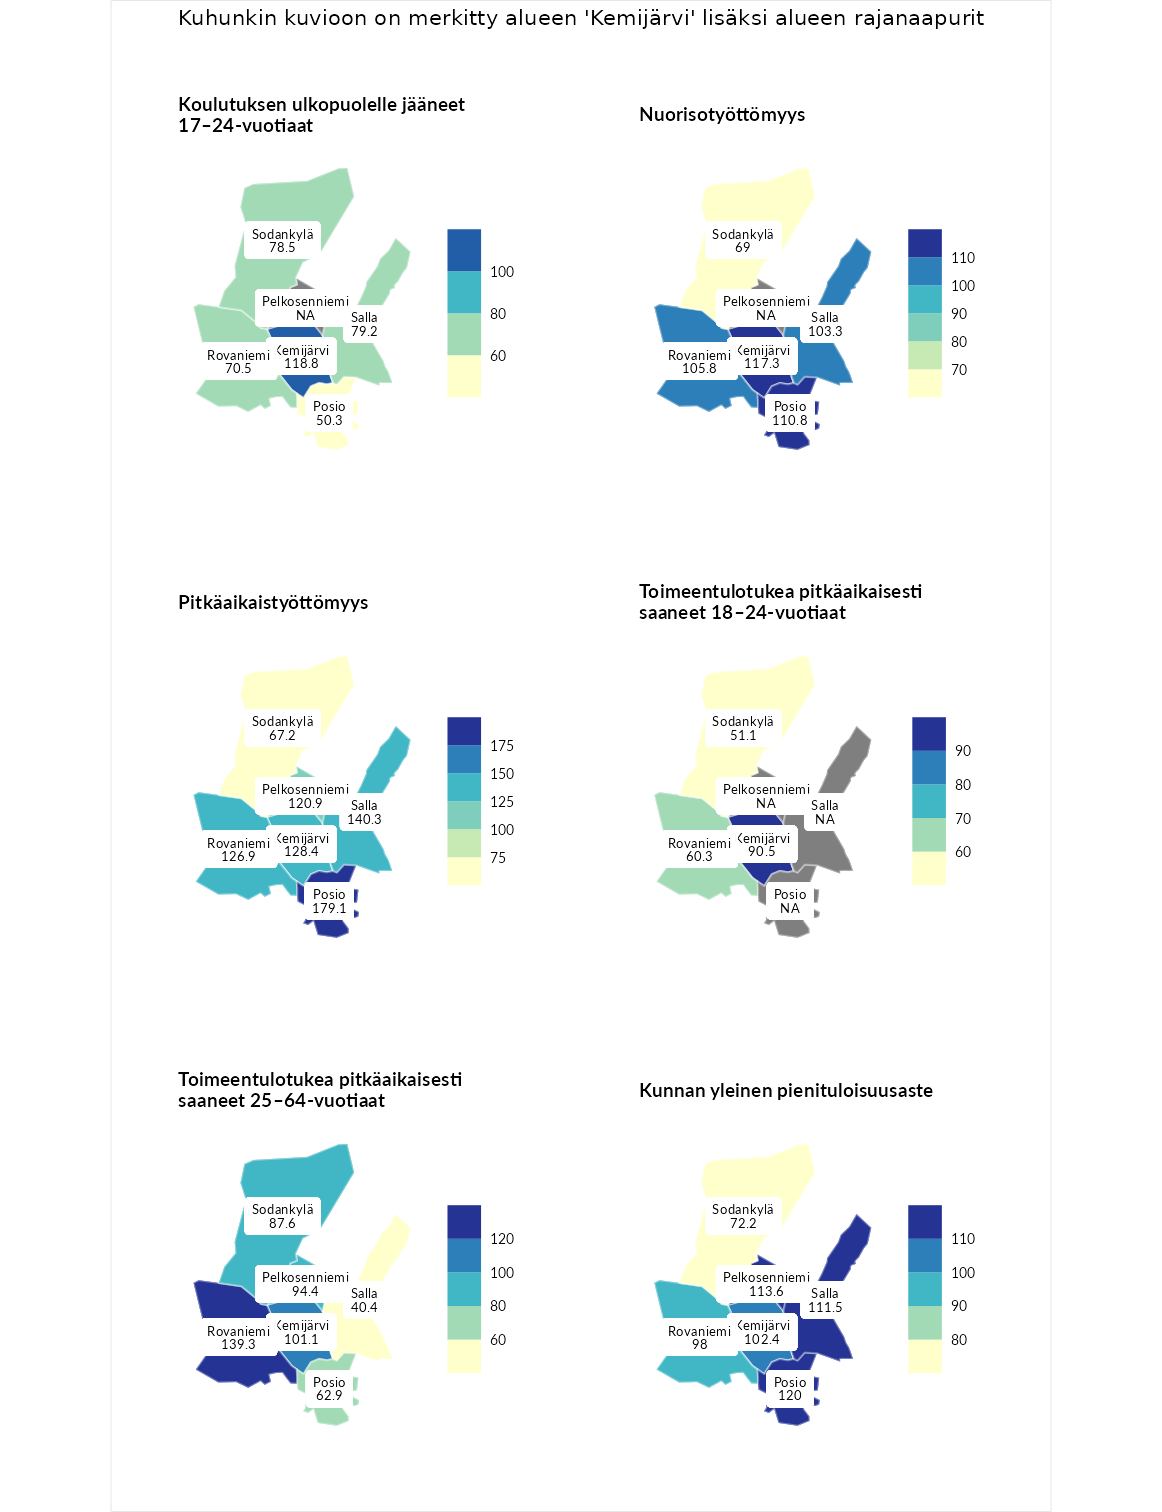 Kuhunkin kuvioon on merkitty alueen 'Kemijärvi' lisäksi alueen rajanaapurit
Koulutuksen ulkopuolelle jääneet
17–24-vuotiaat
Sodankylä
78.5
Pelkosenniemi
NA
Salla
79.2
Kemijärvi
118.8
Rovaniemi
70.5
Posio
50.3
100
80
60
Nuorisotyöttömyys
Sodankylä
69
Pelkosenniemi
NA
Salla
103.3
Kemijärvi
117.3
Rovaniemi
105.8
Posio
110.8
110
100
90
80
70
Pitkäaikaistyöttömyys
Sodankylä
67.2
Pelkosenniemi
120.9
Salla
140.3
Kemijärvi
128.4
Rovaniemi
126.9
Posio
179.1
175
150
125
100
75
Toimeentulotukea pitkäaikaisesti
saaneet 18–24-vuotiaat
Sodankylä
51.1
Pelkosenniemi
NA
Salla
NA
Kemijärvi
90.5
Rovaniemi
60.3
Posio
NA
90
80
70
60
Toimeentulotukea pitkäaikaisesti
saaneet 25–64-vuotiaat
Sodankylä
87.6
Pelkosenniemi
94.4
Salla
40.4
Kemijärvi
101.1
Rovaniemi
139.3
Posio
62.9
120
100
80
60
Kunnan yleinen pienituloisuusaste
Sodankylä
72.2
Pelkosenniemi
113.6
Salla
111.5
Kemijärvi
102.4
Rovaniemi
98
Posio
120
110
100
90
80